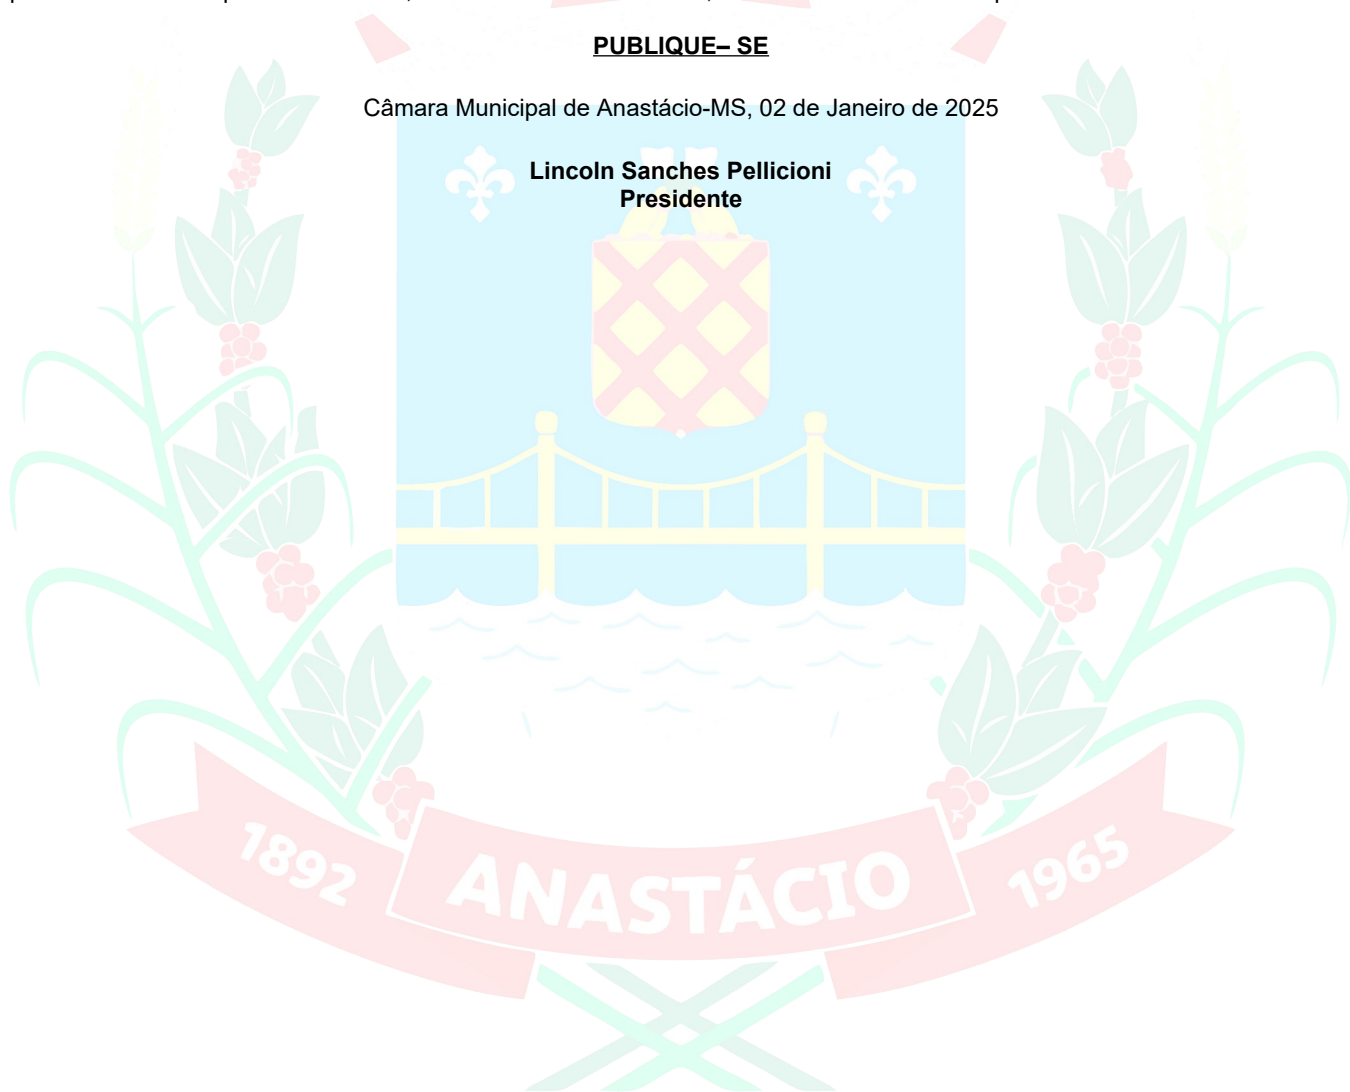 PUBLIQUE– SE
Câmara Municipal de Anastácio-MS, 02 de Janeiro de 2025
Lincoln Sanches Pellicioni
Presidente
1892
ANASTÁCIO
1965